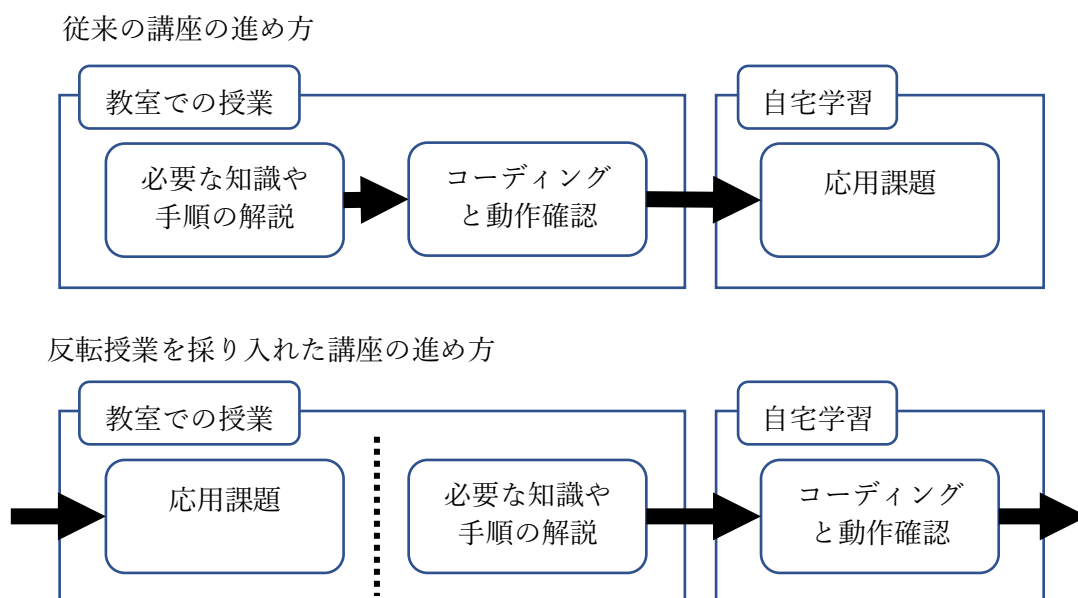 従来の講座の進め方
教室での授業
自宅学習
必要な知識や
手順の解説
コーディング
と動作確認
応用課題
反転授業を採り入れた講座の進め方
教室での授業
自宅学習
応用課題
必要な知識や
手順の解説
コーディング
と動作確認